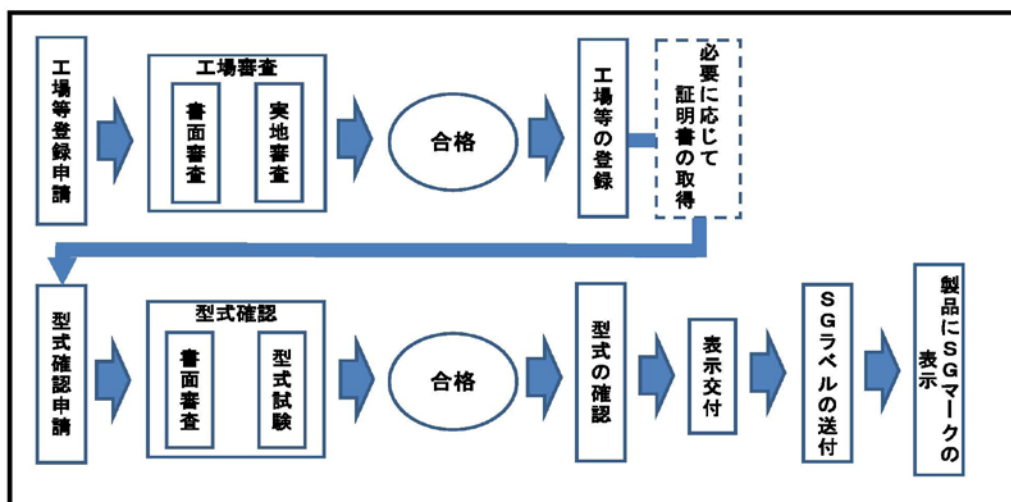 工場等登録申請
工場審査
書面審査
実地審査
合格
工場等の登録
必要に応じて
証明書の取得
型式確認申請
型式確認
書面審査
型式試験
合格
型式の確認
表示交付
SGラベルの送付
製品にSGマークの
表示